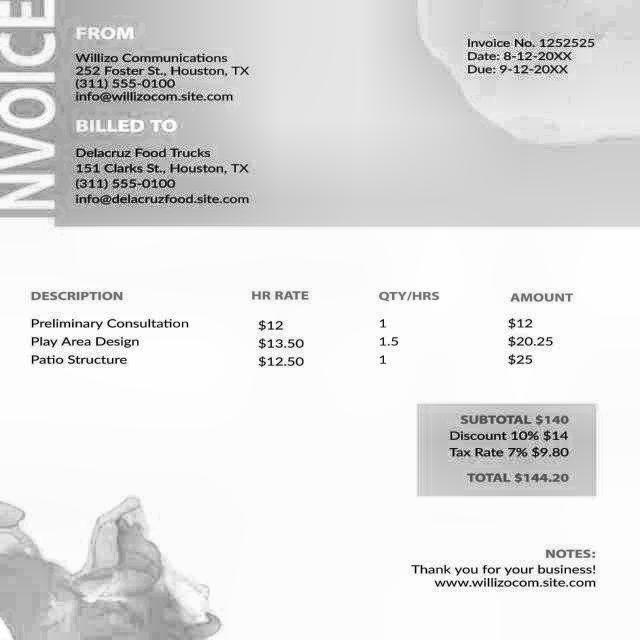 INVOICE
FROM
Willizo Communications
252 Foster St., Houston, TX
(311) 555-0100
info@willizocom.site.com
Invoice No. 1252525
Date: 8-12-20XX
Due: 9-12-20XX
BILLED TO
Delacruz Food Trucks
151 Clarks St., Houston, TX
(311) 555-0100
info@delacruzfood.site.com
DESCRIPTION HR RATE QTY/HRS AMOUNT
Preliminary Consultation $12 1 $12
Play Area Design $13.50 1.5 $20.25
Patio Structure $12.50 1 $25
SUBTOTAL $140
Discount 10% $14
Tax Rate 7% $9.80
TOTAL $144.20
NOTES:
Thank you for your business!
www.willizocom.site.com